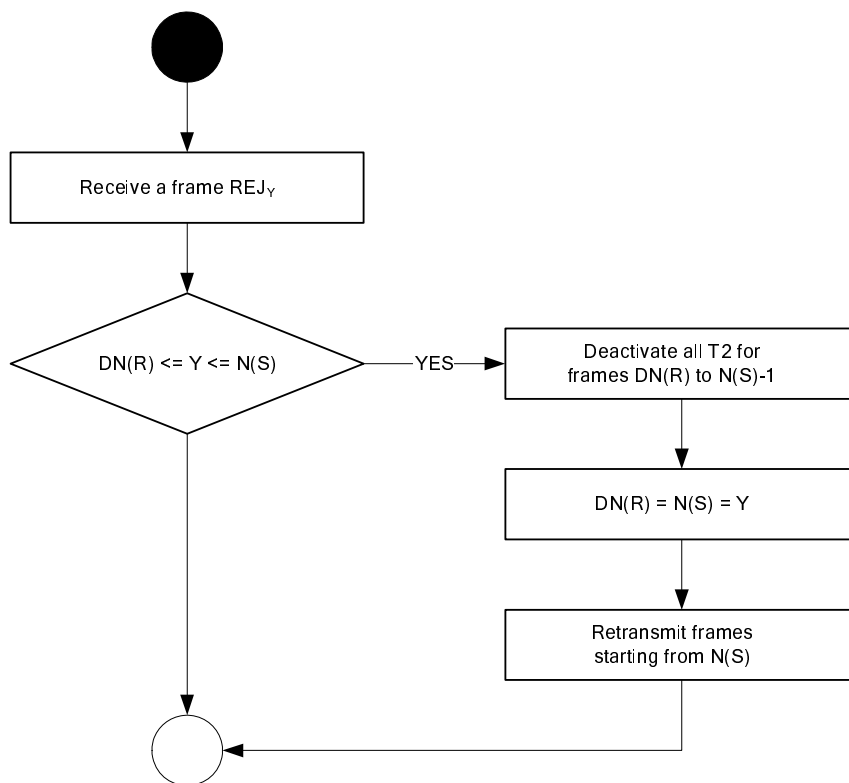 Receive a frame REJY
DN(R) <= Y <= N(S)
YES
Deactivate all T2 for
frames DN(R) to N(S)-1
DN(R) = N(S) = Y
Retransmit frames
starting from N(S)